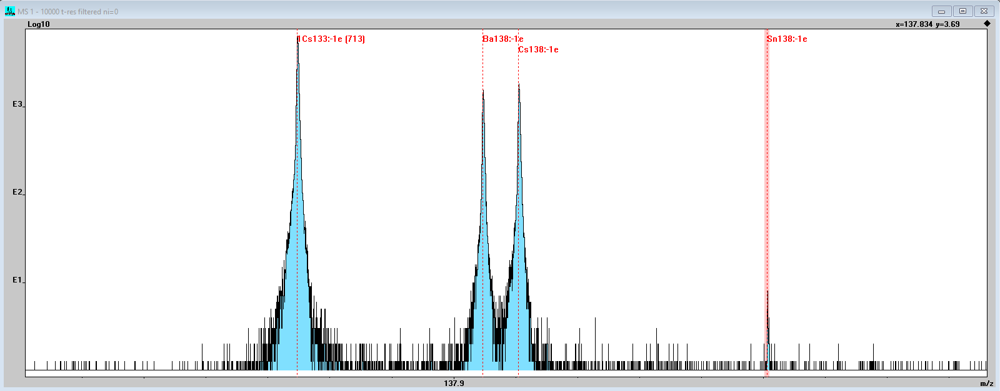 MS 1 - 10000 t-res filtered ni=0
Log10
x=137.834 y=3.69
1Cs133:-1e (713)
Ba138:-1e
Sn138:-1e
Cs138:-1e
E3
E2
E1
137.9
m/z